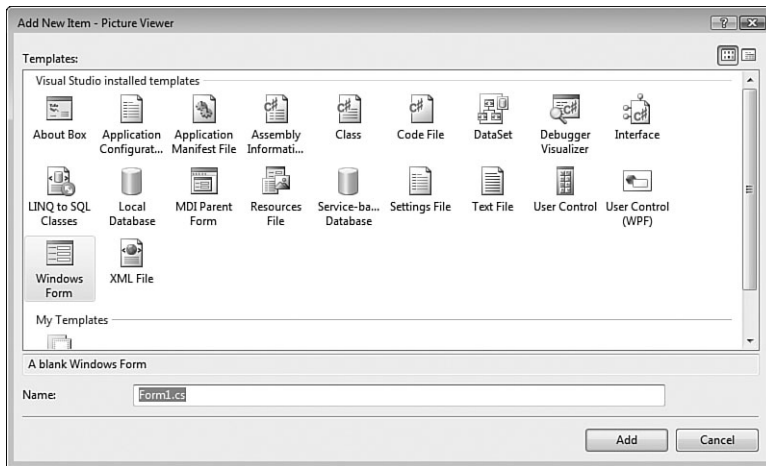 Add New Item - Picture Viewer
Templates:
Visual Studio installed templates
About Box
Application Configurat...
Application Manifest File
Assembly Informati...
Class
Code File
DataSet
Debugger Visualizer
Interface
LINQ to SQL Classes
Local Database
MDI Parent Form
Resources File
Service-ba... Database
Settings File
Text File
User Control
User Control (WPF)
Windows Form
XML File
My Templates
A blank Windows Form
Name:
Form1.cs
Add
Cancel